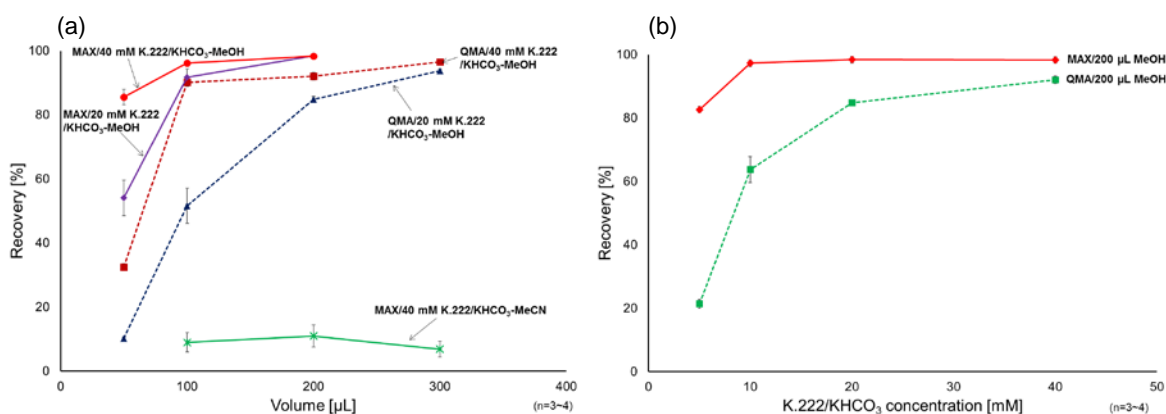 (a)
MAX/40 mM K.222/KHCO₃-MeOH
QMA/40 mM K.222
/KHCO₃-MeOH
MAX/20 mM K.222
/KHCO₃-MeOH
QMA/20 mM K.222
/KHCO₃-MeOH
MAX/40 mM K.222/KHCO₃-MeCN
Recovery [%]
100
80
60
40
20
0
0
100
200
300
400
Volume [µL]
(n=3~4)
(b)
MAX/200 µL MeOH
QMA/200 µL MeOH
Recovery [%]
100
80
60
40
20
0
0
10
20
30
40
50
K.222/KHCO₃ concentration [mM]
(n=3~4)